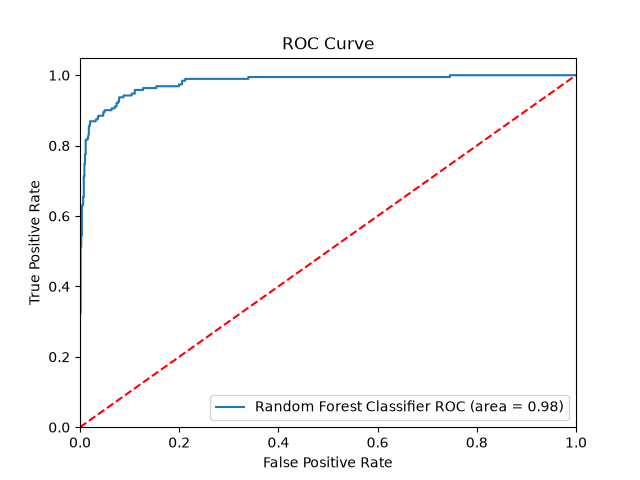 ROC Curve
True Positive Rate
1.0
0.8
0.6
0.4
0.2
0.0
Random Forest Classifier ROC (area = 0.98)
0.0 0.2 0.4 0.6 0.8 1.0
False Positive Rate